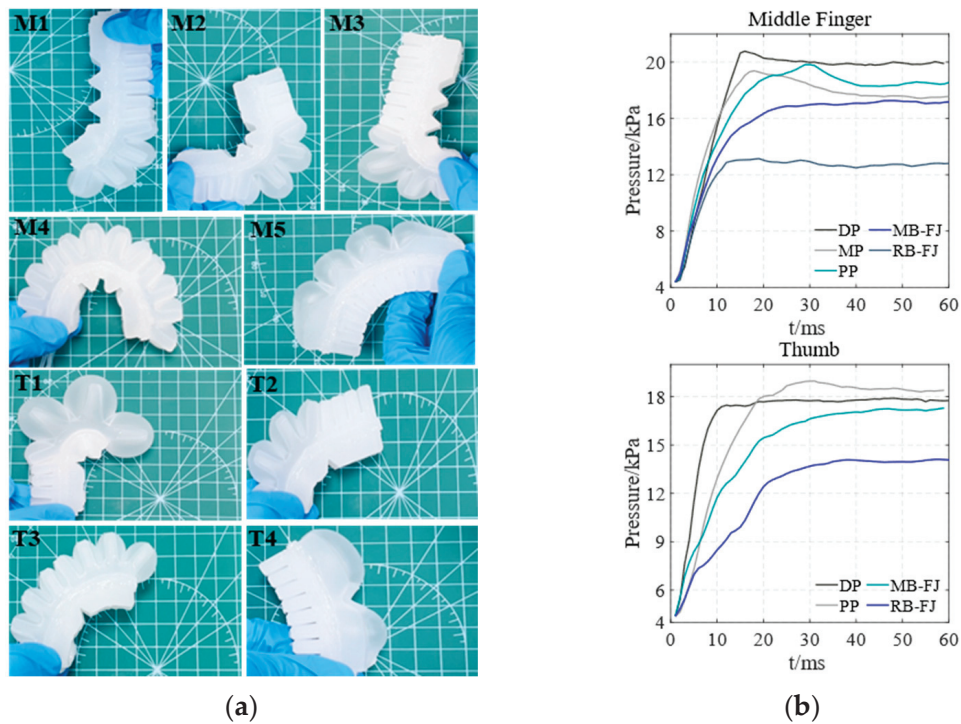 M1
M2
M3
M4
M5
T1
T2
T3
T4
(a)
Middle Finger
Pressure/kPa
20
16
12
8
4
DP
MB-FJ
MP
RB-FJ
PP
0 10 20 30 40 50 60
t/ms
Thumb
Pressure/kPa
18
15
12
9
6
DP
MB-FJ
PP
RB-FJ
0 10 20 30 40 50 60
t/ms
(b)